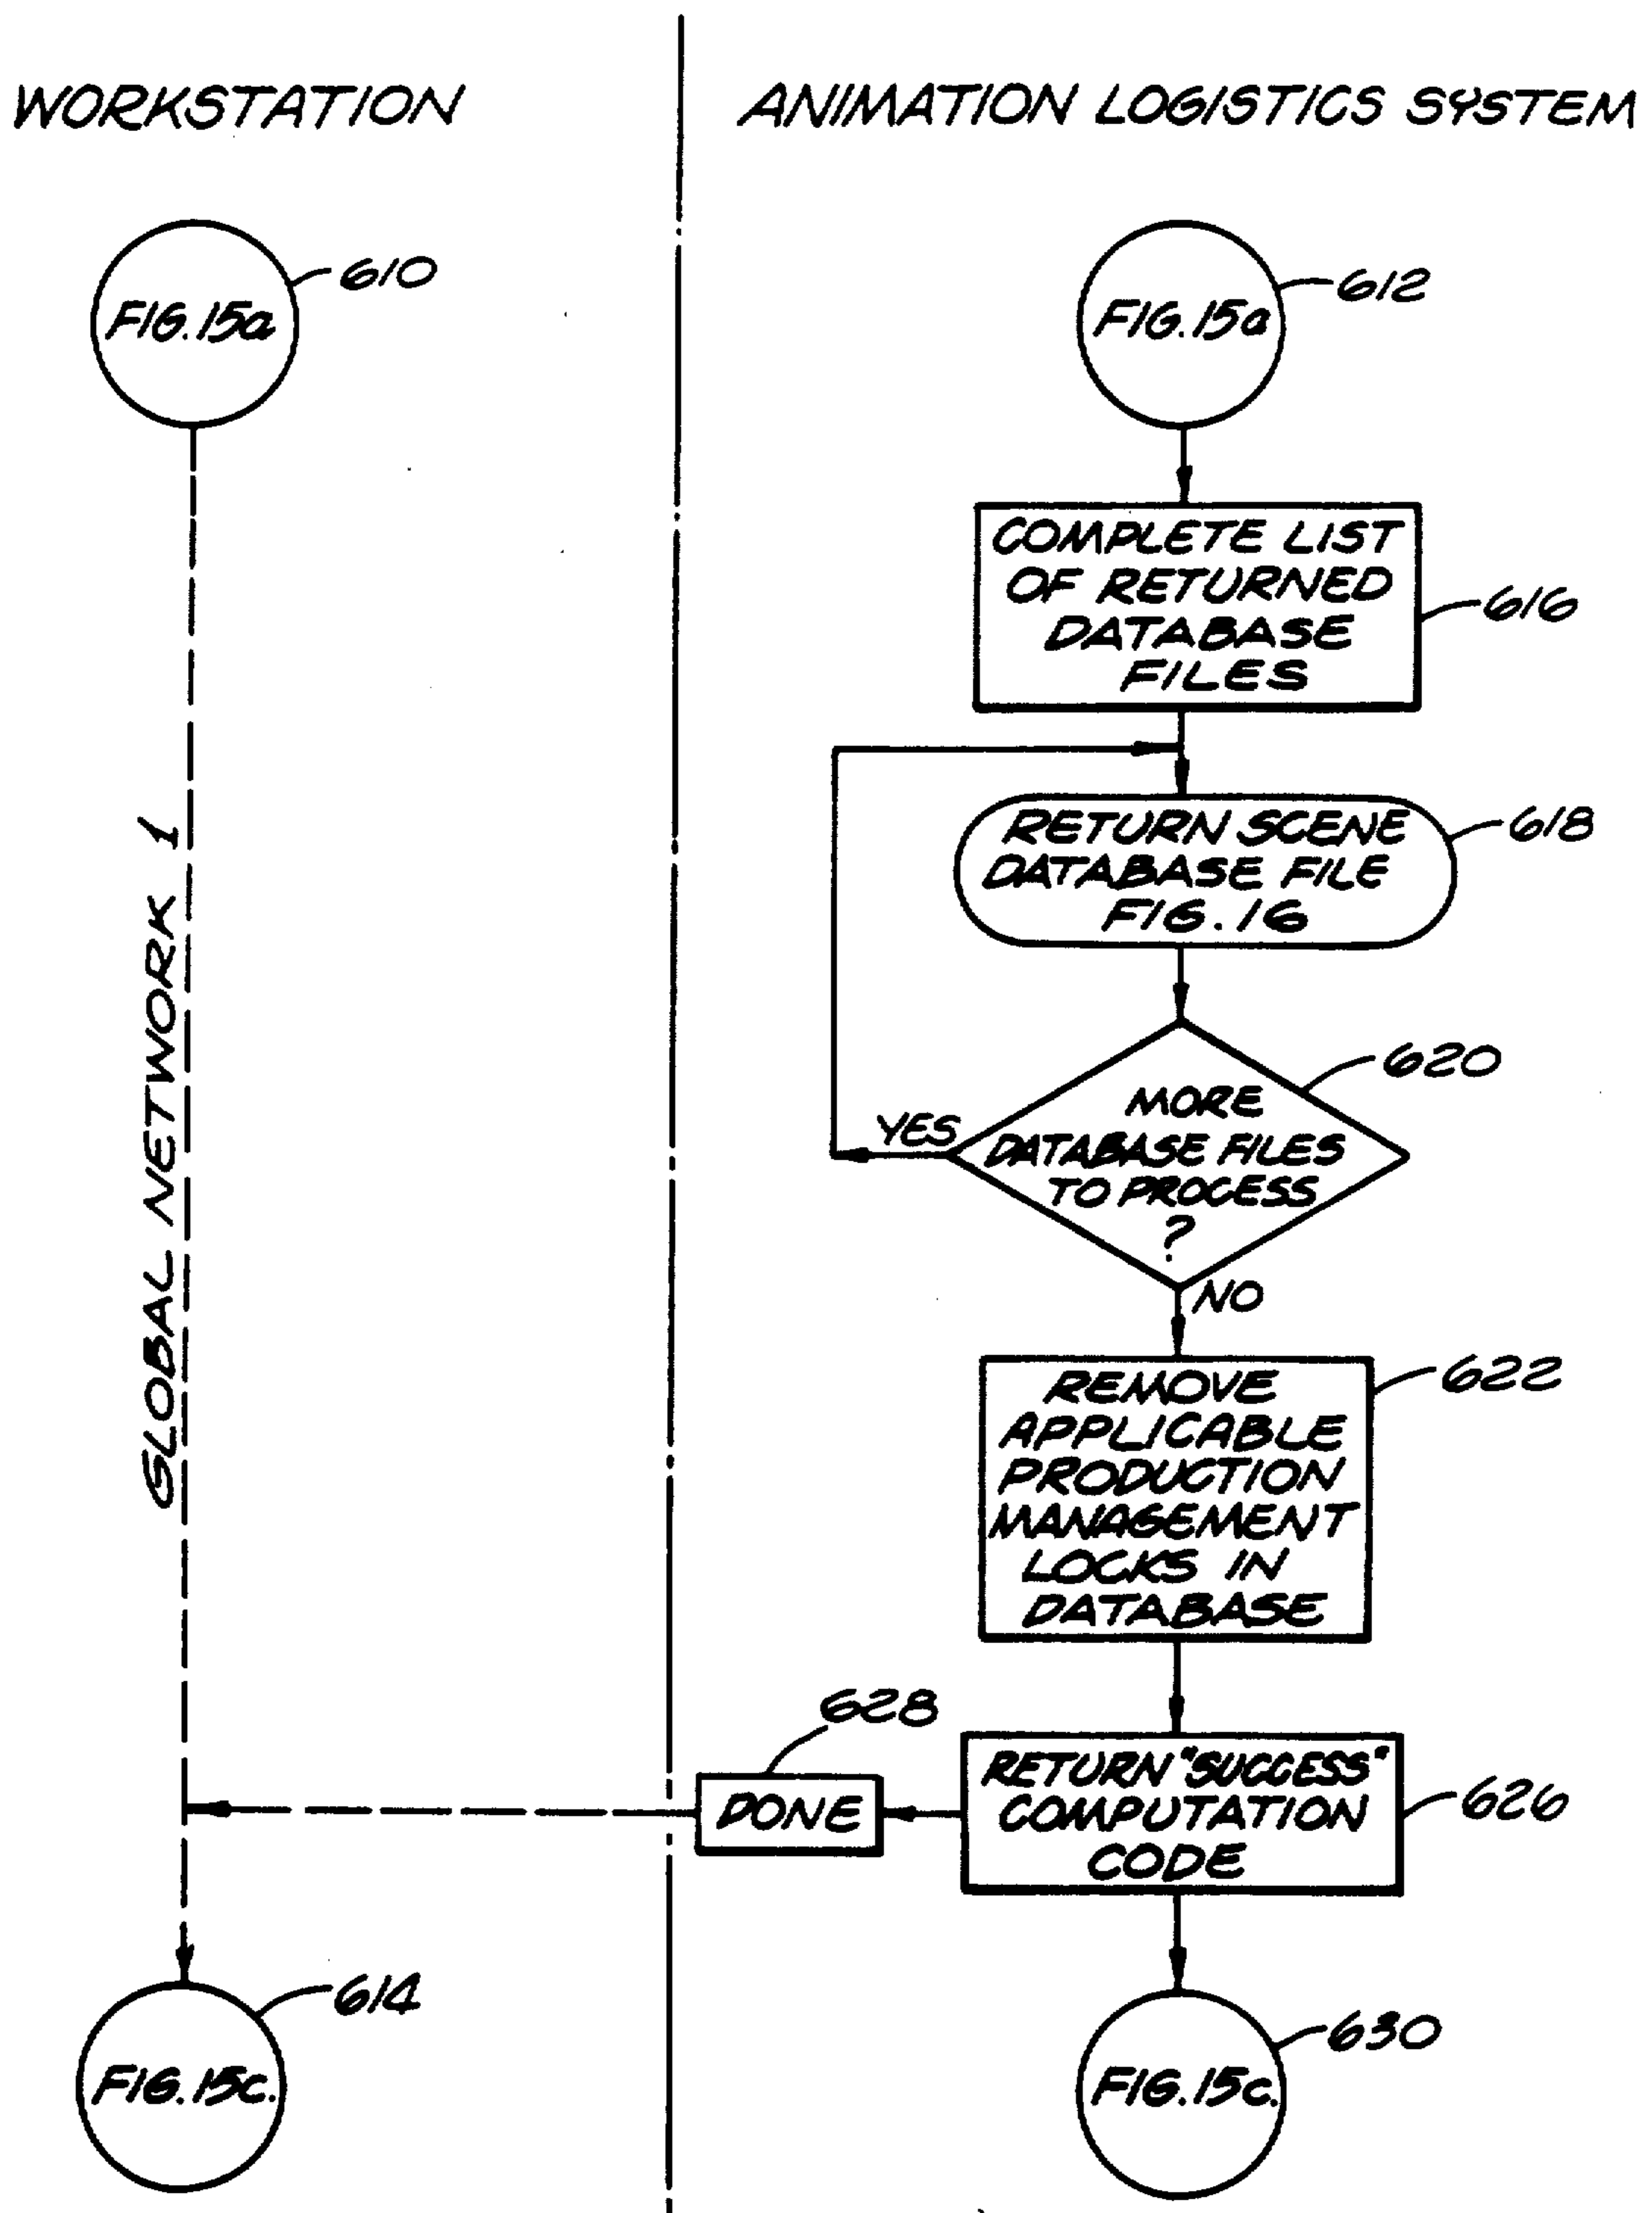 WORKSTATION
ANIMATION LOGISTICS SYSTEM
FIG. 15a
610
FIG. 15a
612
COMPLETE LIST
OF RETURNED
DATABASE
FILES
616
RETURN SCENE
DATABASE FILE
FIG. 16
618
GLOBAL NETWORK 1
MORE
DATABASE FILES
TO PROCESS
?
620
YES
NO
REMOVE
APPLICABLE
PRODUCTION
MANAGEMENT
LOCKS IN
DATABASE
622
628
DONE
RETURN "SUCCESS"
COMPUTATION
CODE
626
FIG. 15c.
614
FIG. 15c.
630